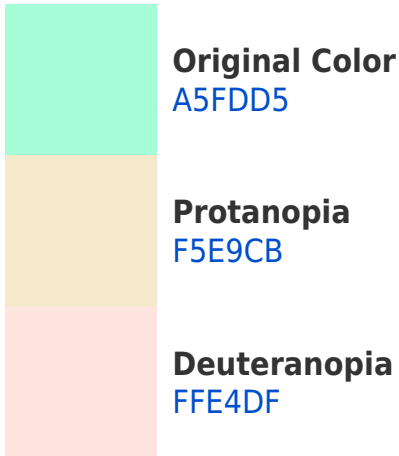 Original Color
A5FDD5
Protanopia
F5E9CB
Deuteranopia
FFE4DF